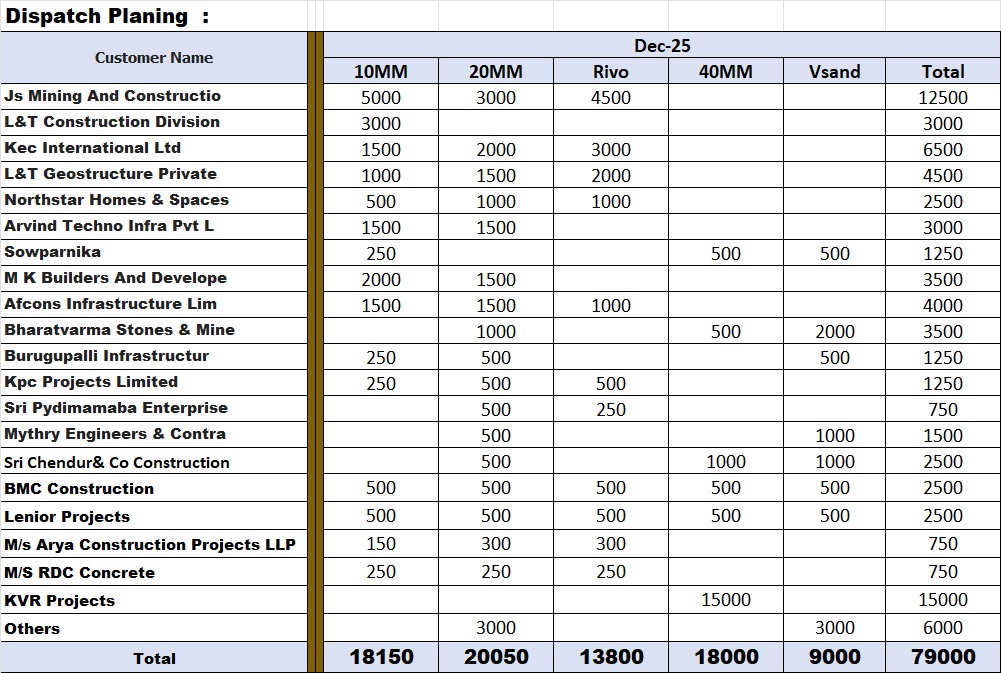 Dispatch Planing :
Customer Name Dec-25
10MM 20MM Rivo 40MM Vsand Total
Js Mining And Constructio 5000 3000 4500 12500
L&T Construction Division 3000 3000
Kec International Ltd 1500 2000 3000 6500
L&T Geostructure Private 1000 1500 2000 4500
Northstar Homes & Spaces 500 1000 1000 2500
Arvind Techno Infra Pvt L 1500 1500 3000
Sowparnika 250 500 500 1250
M K Builders And Develope 2000 1500 3500
Afcons Infrastructure Lim 1500 1500 1000 4000
Bharatvarma Stones & Mine 1000 500 2000 3500
Burugupalli Infrastructur 250 500 500 1250
Kpc Projects Limited 250 500 500 1250
Sri Pydimamaba Enterprise 500 250 750
Mythry Engineers & Contra 500 1000 1500
Sri Chendur& Co Construction 500 1000 1000 2500
BMC Construction 500 500 500 500 500 2500
Lenior Projects 500 500 500 500 500 2500
M/s Arya Construction Projects LLP 150 300 300 750
M/S RDC Concrete 250 250 250 750
KVR Projects 15000 15000
Others 3000 3000 6000
Total 18150 20050 13800 18000 9000 79000